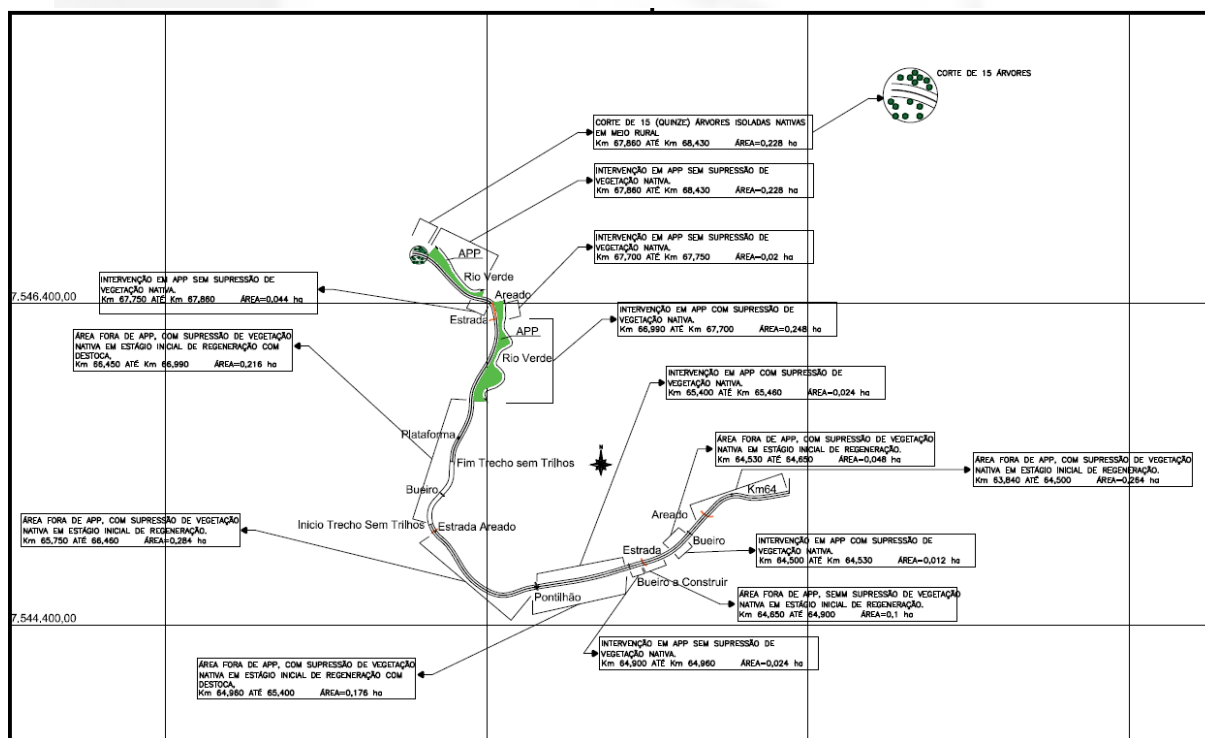 CORTE DE 15 ÁRVORES
CORTE DE 15 (QUINZE) ÁRVORES ISOLADAS NATIVAS
EM MEIO RURAL
Km 67,860 ATÉ Km 68,430 ÁREA=0,228 ha
INTERVENÇÃO EM APP SEM SUPRESSÃO DE
VEGETAÇÃO NATIVA.
Km 67,860 ATÉ Km 68,430 ÁREA=0,228 ha
INTERVENÇÃO EM APP SEM SUPRESSÃO DE
VEGETAÇÃO NATIVA.
Km 67,700 ATÉ Km 67,750 ÁREA=0,02 ha
APP
Rio Verde
INTERVENÇÃO EM APP SEM SUPRESSÃO DE
VEGETAÇÃO NATIVA.
Km 67,750 ATÉ Km 67,860 ÁREA=0,044 ha
7.546.400,00
Areado
Estrada
INTERVENÇÃO EM APP COM SUPRESSÃO DE
VEGETAÇÃO NATIVA.
Km 66,990 ATÉ Km 67,700 ÁREA=0,248 ha
APP
ÁREA FORA DE APP, COM SUPRESSÃO DE VEGETAÇÃO
NATIVA EM ESTÁGIO INICIAL DE REGENERAÇÃO COM
DESTOCA,
Km 66,450 ATÉ Km 66,990 ÁREA=0,216 ha
Rio Verde
INTERVENÇÃO EM APP COM SUPRESSÃO DE
VEGETAÇÃO NATIVA.
Km 65,400 ATÉ Km 65,460 ÁREA=0,024 ha
Plataforma
ÁREA FORA DE APP, COM SUPRESSÃO DE VEGETAÇÃO
NATIVA EM ESTÁGIO INICIAL DE REGENERAÇÃO.
Km 64,530 ATÉ Km 64,650 ÁREA=0,048 ha
N
Fim Trecho sem Trilhos
ÁREA FORA DE APP, COM SUPRESSÃO DE VEGETAÇÃO
NATIVA EM ESTÁGIO INICIAL DE REGENERAÇÃO.
Km 63,840 ATÉ Km 64,500 ÁREA=0,264 ha
Km64
Bueiro
Areado
ÁREA FORA DE APP, COM SUPRESSÃO DE VEGETAÇÃO
NATIVA EM ESTÁGIO INICIAL DE REGENERAÇÃO.
Km 65,750 ATÉ Km 66,460 ÁREA=0,284 ha
Inicio Trecho Sem Trilhos
Estrada Areado
Bueiro
INTERVENÇÃO EM APP COM SUPRESSÃO DE
VEGETAÇÃO NATIVA.
Km 64,500 ATÉ Km 64,530 ÁREA=0,012 ha
Estrada
Bueiro a Construir
Pontilhão
ÁREA FORA DE APP, SEMM SUPRESSÃO DE VEGETAÇÃO
NATIVA EM ESTÁGIO INICIAL DE REGENERAÇÃO.
Km 64,650 ATÉ Km 64,900 ÁREA=0,1 ha
7.544.400,00
INTERVENÇÃO EM APP SEM SUPRESSÃO DE
VEGETAÇÃO NATIVA.
Km 64,900 ATÉ Km 64,960 ÁREA=0,024 ha
ÁREA FORA DE APP, COM SUPRESSÃO DE VEGETAÇÃO
NATIVA EM ESTÁGIO INICIAL DE REGENERAÇÃO COM
DESTOCA,
Km 64,960 ATÉ Km 65,400 ÁREA=0,176 ha